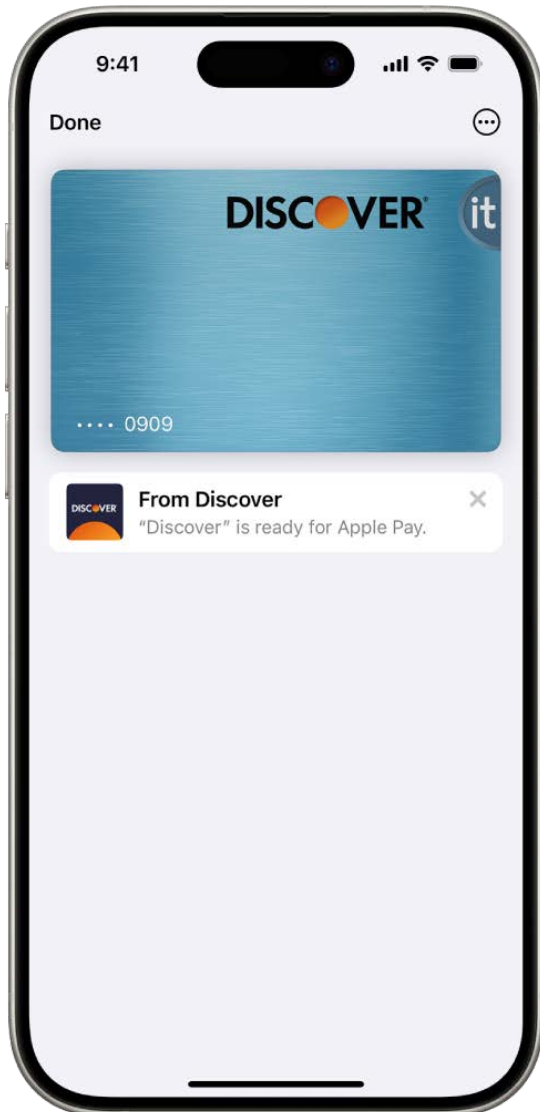 9:41
Done
DISCOVER®
it
•••• 0909
DISCOVER
From Discover
“Discover” is ready for Apple Pay.